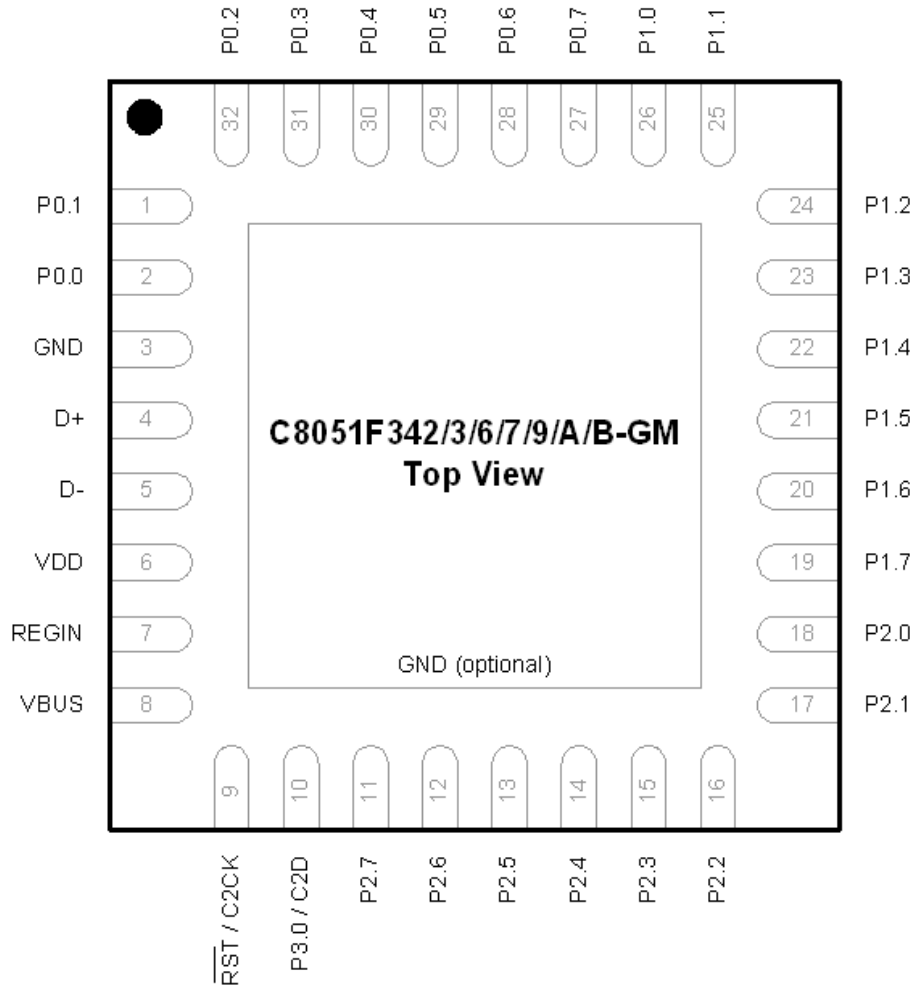 P0.2
P0.3
P0.4
P0.5
P0.6
P0.7
P1.0
P1.1
32
31
30
29
28
27
26
25
P0.1
1
24
P1.2
P0.0
2
23
P1.3
GND
3
22
P1.4
D+
4
21
P1.5
C8051F342/3/6/7/9/A/B-GM
Top View
D-
5
20
P1.6
VDD
6
19
P1.7
REGIN
7
18
P2.0
GND (optional)
VBUS
8
17
P2.1
9
10
11
12
13
14
15
16
RST / C2CK
P3.0 / C2D
P2.7
P2.6
P2.5
P2.4
P2.3
P2.2